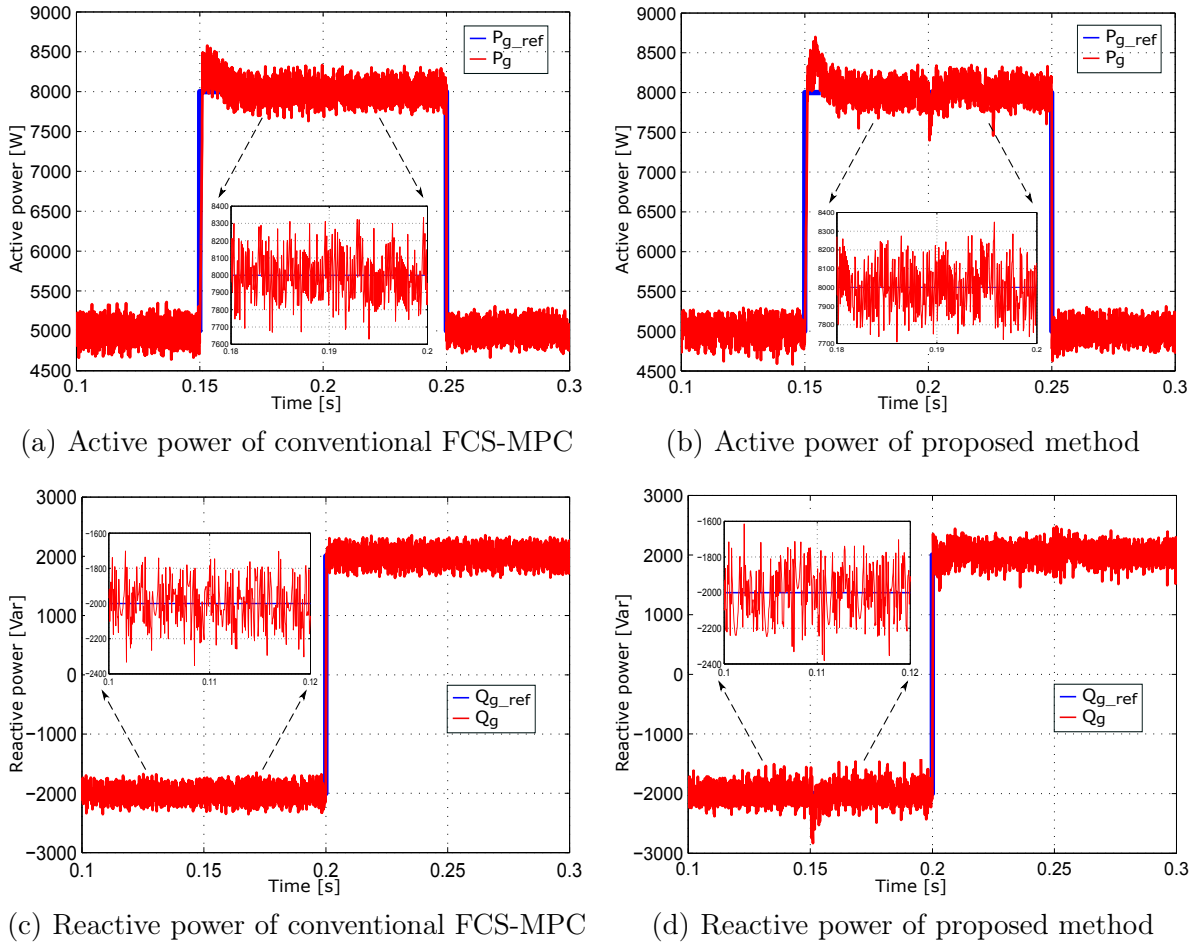 9000
8500
8000
7500
7000
6500
6000
5500
5000
4500
Active power [W]
P_g_ref
P_g
8400
8300
8200
8100
8000
7900
7800
7700
7600
0.18 0.19 0.2
0.1 0.15 0.2 0.25 0.3
Time [s]
(a) Active power of conventional FCS-MPC
9000
8500
8000
7500
7000
6500
6000
5500
5000
4500
Active power [W]
P_g_ref
P_g
8400
8300
8200
8100
8000
7900
7800
7700
0.18 0.19 0.2
0.1 0.15 0.2 0.25 0.3
Time [s]
(b) Active power of proposed method
3000
2000
1000
0
−1000
−2000
−3000
Reactive power [Var]
−1600
−1800
−2000
−2200
−2400
0.1 0.11 0.12
Q_g_ref
Q_g
0.1 0.15 0.2 0.25 0.3
Time [s]
(c) Reactive power of conventional FCS-MPC
3000
2000
1000
0
−1000
−2000
−3000
Reactive power [Var]
−1600
−1800
−2000
−2200
−2400
0.1 0.11 0.12
Q_g_ref
Q_g
0.1 0.15 0.2 0.25 0.3
Time [s]
(d) Reactive power of proposed method